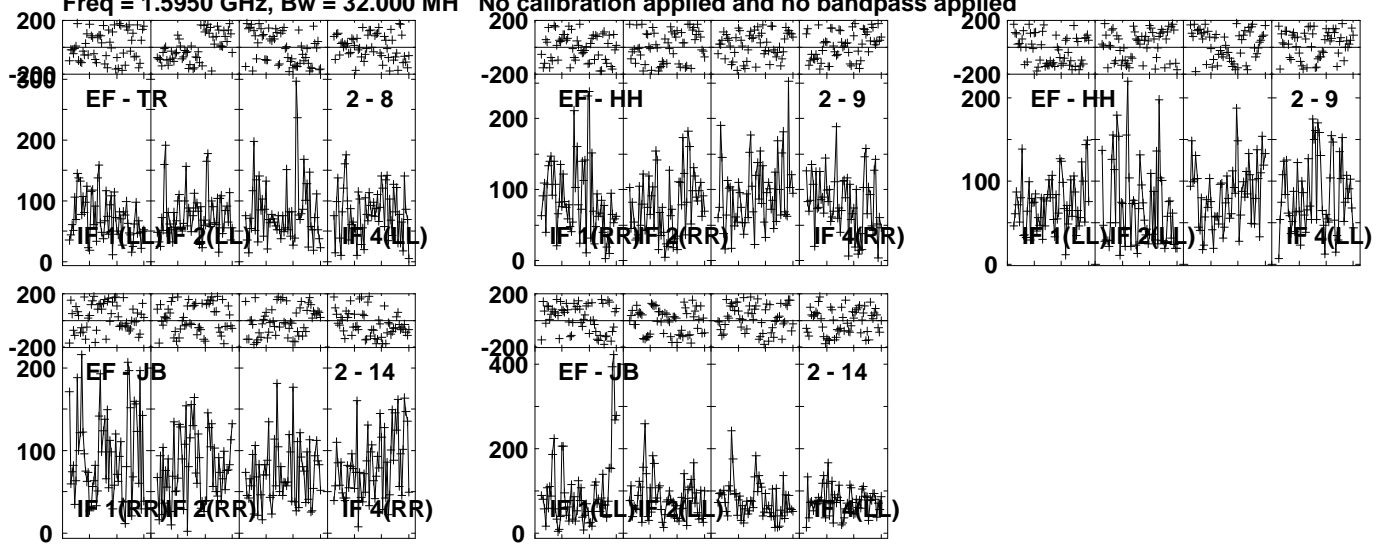 Freq = 1.5950 GHz, Bw = 32.000 MH No calibration applied and no bandpass applied
200 200 200
-200 -200 -200
300
EF - TR 2 - 8 EF - HH 2 - 9 EF - HH 2 - 9
200 200 200
100 100 100
IF 1(LL) IF 2(LL) IF 4(LL) IF 1(RR) IF 2(RR) IF 4(RR) IF 1(LL) IF 2(LL) IF 4(LL)
0 0 0
200 200
-200 -200
200 EF - JB 2 - 14 400 EF - JB 2 - 14
100 200
IF 1(RR) IF 2(RR) IF 4(RR) IF 1(LL) IF 2(LL) IF 4(LL)
0 0